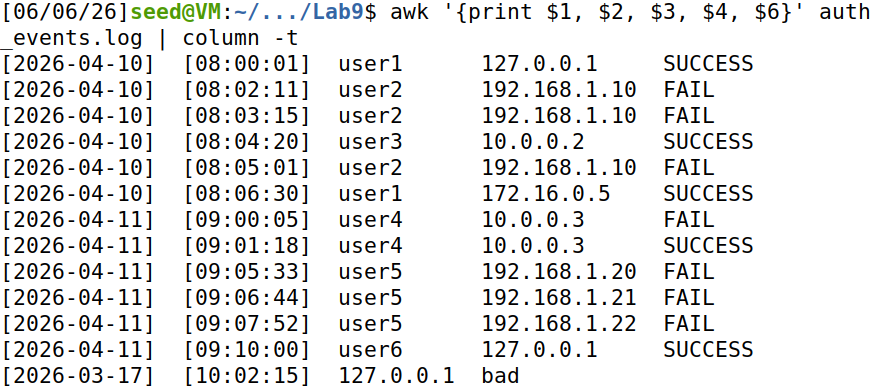 [06/06/26]seed@VM:~/.../Lab9$ awk '{print $1, $2, $3, $4, $6}' auth
_events.log | column -t
[2026-04-10]  [08:00:01]  user1      127.0.0.1     SUCCESS
[2026-04-10]  [08:02:11]  user2      192.168.1.10  FAIL
[2026-04-10]  [08:03:15]  user2      192.168.1.10  FAIL
[2026-04-10]  [08:04:20]  user3      10.0.0.2      SUCCESS
[2026-04-10]  [08:05:01]  user2      192.168.1.10  FAIL
[2026-04-10]  [08:06:30]  user1      172.16.0.5    SUCCESS
[2026-04-11]  [09:00:05]  user4      10.0.0.3      FAIL
[2026-04-11]  [09:01:18]  user4      10.0.0.3      SUCCESS
[2026-04-11]  [09:05:33]  user5      192.168.1.20  FAIL
[2026-04-11]  [09:06:44]  user5      192.168.1.21  FAIL
[2026-04-11]  [09:07:52]  user5      192.168.1.22  FAIL
[2026-04-11]  [09:10:00]  user6      127.0.0.1     SUCCESS
[2026-03-17]  [10:02:15]  127.0.0.1  bad